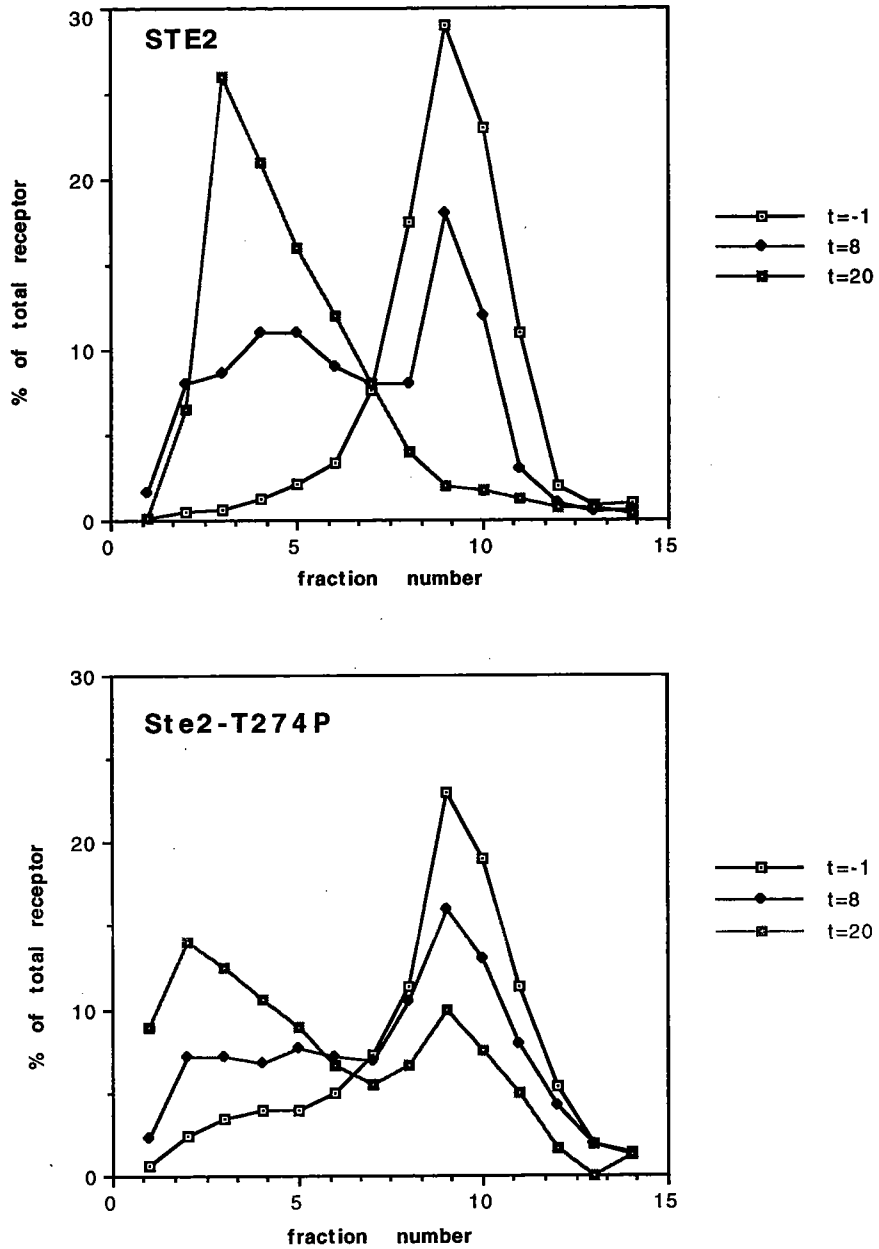 STE2
30
20
10
0
% of total receptor
0 5 10 15
fraction number
t=-1
t=8
t=20
Ste2-T274P
30
20
10
0
% of total receptor
0 5 10 15
fraction number
t=-1
t=8
t=20